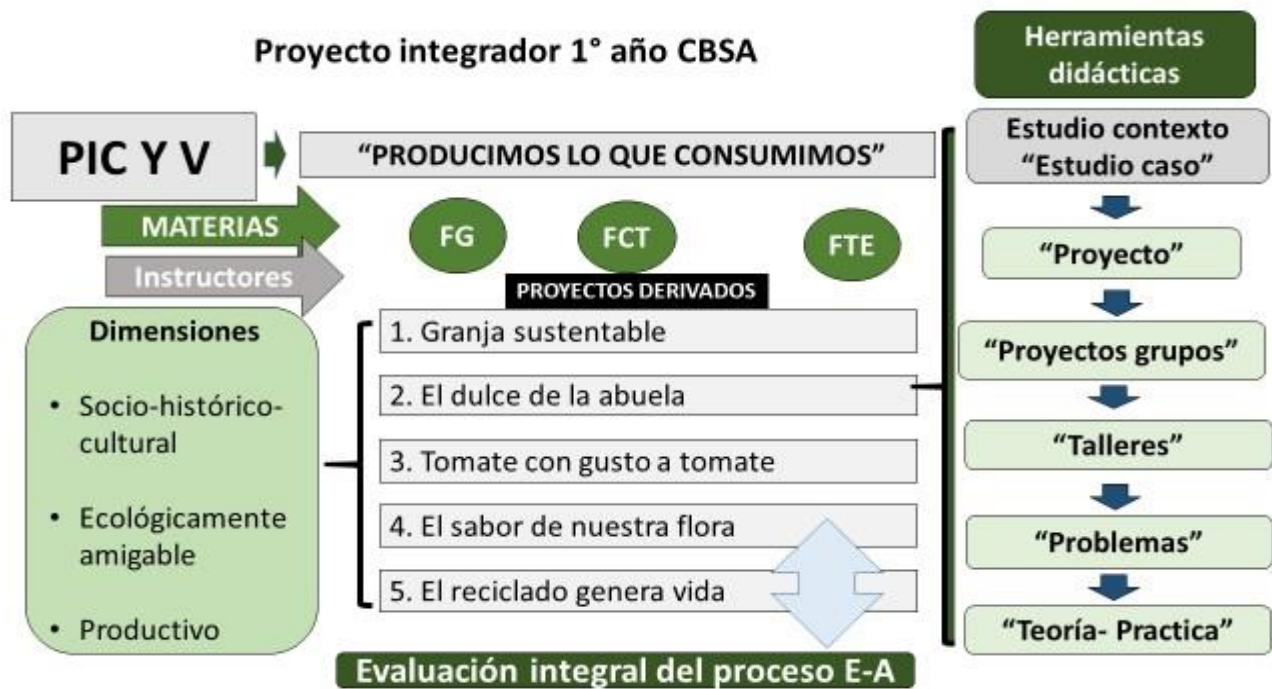 Proyecto integrador 1° año CBSA
PIC Y V
“PRODUCIMOS LO QUE CONSUMIMOS”
MATERIAS
Instructores
FG
FCT
FTE
PROYECTOS DERIVADOS
Dimensiones
• Socio-histórico-
cultural
• Ecológicamente
amigable
• Productivo
1. Granja sustentable
2. El dulce de la abuela
3. Tomate con gusto a tomate
4. El sabor de nuestra flora
5. El reciclado genera vida
Evaluación integral del proceso E-A
Herramientas
didácticas
Estudio contexto
“Estudio caso”
“Proyecto”
“Proyectos grupos”
“Talleres”
“Problemas”
“Teoría- Practica”